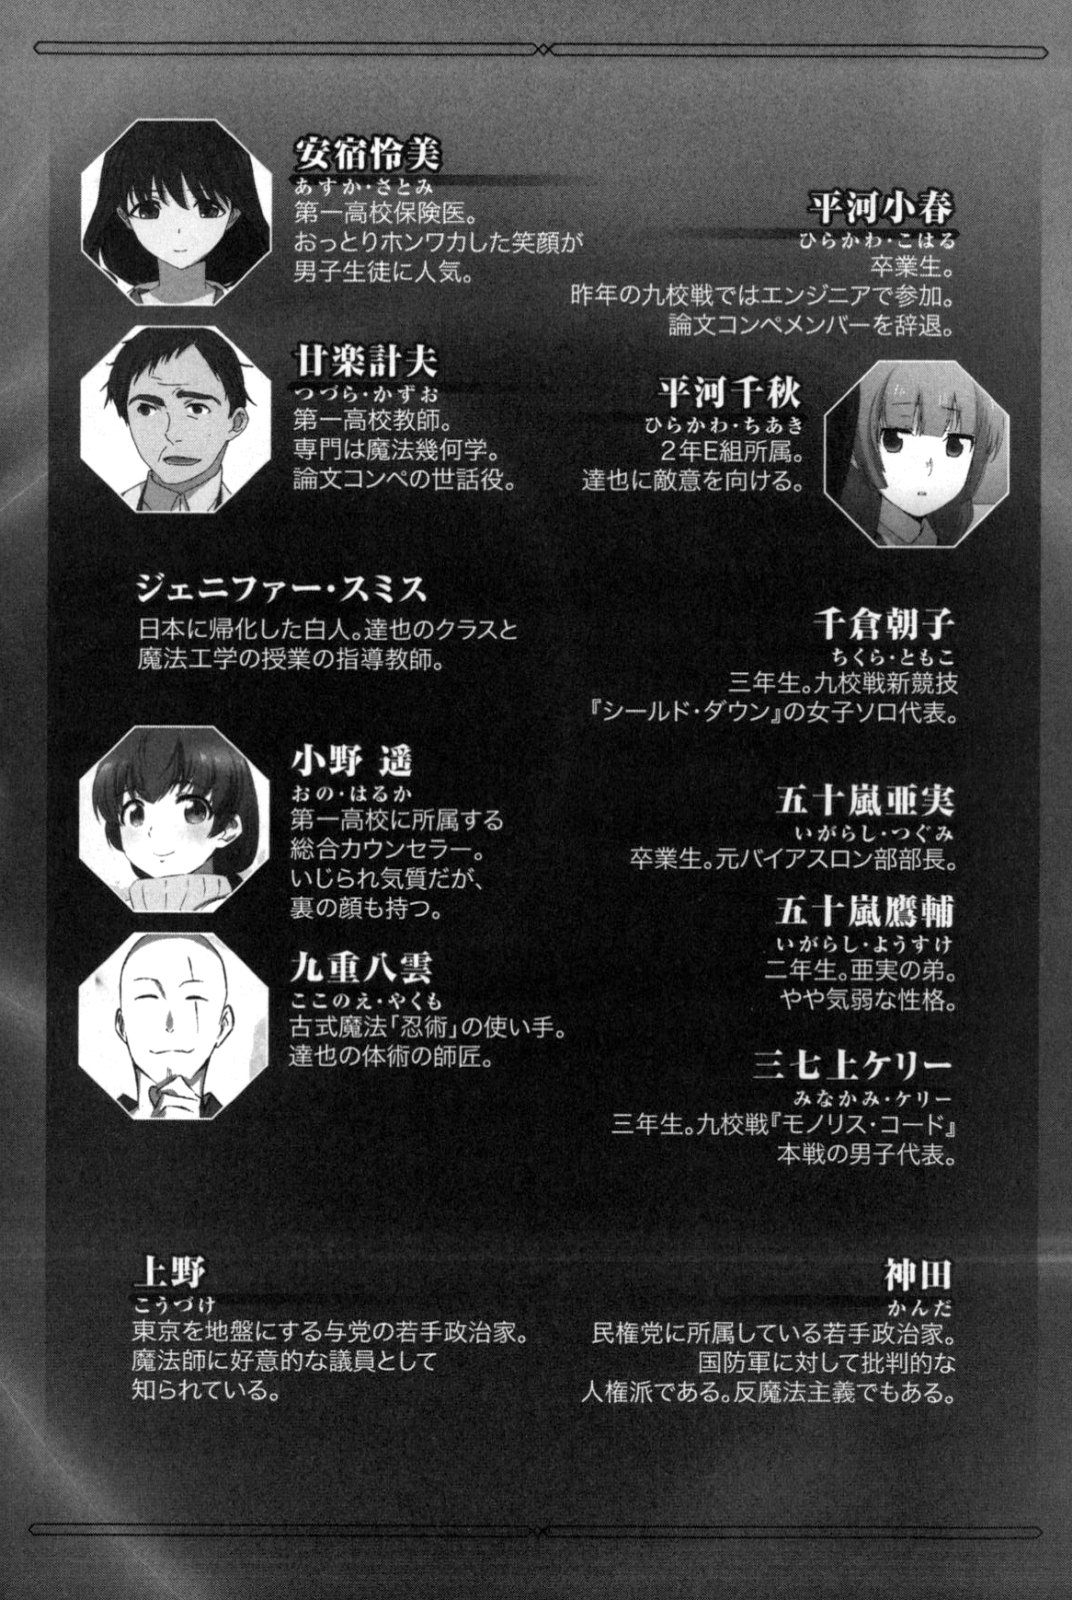 安宿怜美
あすか・さとみ
第一高校保険医。
おっとりホンワカした笑顔が
男子生徒に人気。
廿楽計夫
つづら・かずお
第一高校教師。
専門は魔法幾何学。
論文コンペの世話役。
ジェニファー・スミス
日本に帰化した白人。達也のクラスと
魔法工学の授業の指導教師。
小野 遥
おの・はるか
第一高校に所属する
総合カウンセラー。
いじられ気質だが、
裏の顔も持つ。
九重八雲
ここのえ・やくも
古式魔法「忍術」の使い手。
達也の体術の師匠。
平河小春
ひらかわ・こはる
卒業生。
昨年の九校戦ではエンジニアで参加。
論文コンペメンバーを辞退。
平河千秋
ひらかわ・ちあき
2年E組所属。
達也に敵意を向ける。
千倉朝子
ちくら・ともこ
三年生。九校戦新競技
『シールド・ダウン』の女子ソロ代表。
五十嵐亜実
いがらし・つぐみ
卒業生。元バイアスロン部部長。
五十嵐鷹輔
いがらし・ようすけ
二年生。亜実の弟。
やや気弱な性格。
三七上ケリー
みなかみ・ケリー
三年生。九校戦『モノリス・コード』
本戦の男子代表。
上野
こうづけ
東京を地盤にする与党の若手政治家。
魔法師に好意的な議員として
知られている。
神田
かんだ
民権党に所属している若手政治家。
国防軍に対して批判的な
人権派である。反魔法主義でもある。